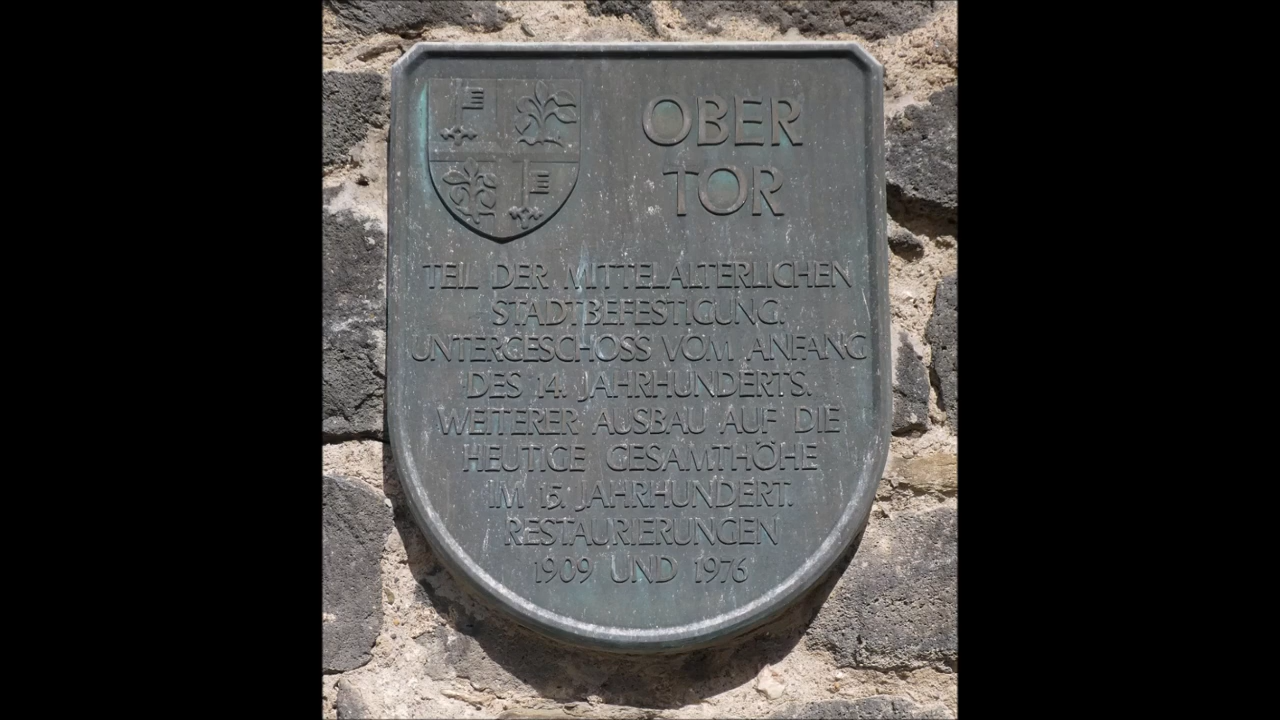 OBER
TOR
TEIL DER MITTELALTERLICHEN
STADTBEFESTIGUNG.
UNTERGESCHOSS VOM ANFANG
DES 14. JAHRHUNDERTS.
WEITERER AUSBAU AUF DIE
HEUTIGE GESAMTHÖHE
IM 15. JAHRHUNDERT.
RESTAURIERUNGEN
1909 UND 1976